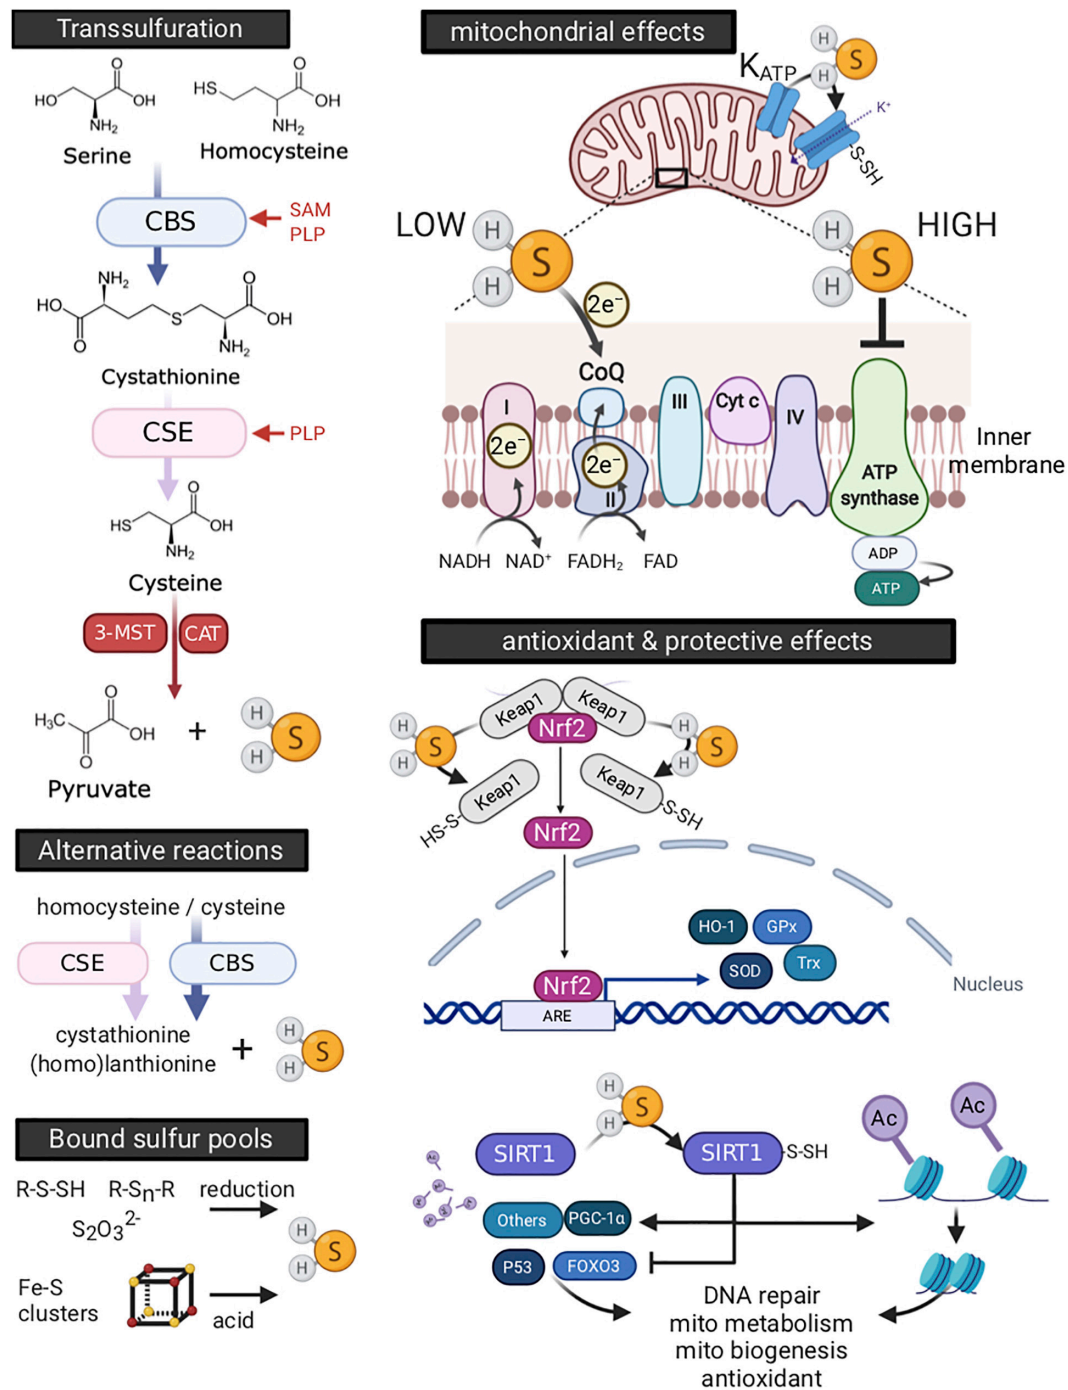 Transsulfuration
HO
O
OH
NH₂
Serine
HS
O
OH
NH₂
Homocysteine
CBS
SAM
PLP
NH₂
HO
O
S
O
OH
NH₂
Cystathionine
CSE
PLP
HS
O
OH
NH₂
Cysteine
3-MST
CAT
H₃C
O
OH
O
Pyruvate
+
H
H
S
Alternative reactions
homocysteine / cysteine
CSE
CBS
cystathionine
(homo)lanthionine
+
H
H
S
Bound sulfur pools
R-S-SH
R-Sn-R
reduction
S₂O₃²⁻
H
H
S
Fe-S
clusters
acid
mitochondrial effects
KATP
H
H
S
K⁺
-S-SH
LOW
H
H
S
HIGH
H
H
S
2e⁻
CoQ
I
2e⁻
2e⁻
II
III
Cyt c
IV
ATP
synthase
Inner
membrane
NADH
NAD⁺
FADH₂
FAD
ADP
ATP
antioxidant & protective effects
Keap1
Keap1
Nrf2
H
H
S
H
H
S
Keap1
HS-S-
Keap1
-S-SH
Nrf2
HO-1
GPx
SOD
Trx
Nucleus
Nrf2
ARE
H
H
S
SIRT1
SIRT1
-S-SH
Ac
Ac
Others
PGC-1α
P53
FOXO3
DNA repair
mito metabolism
mito biogenesis
antioxidant